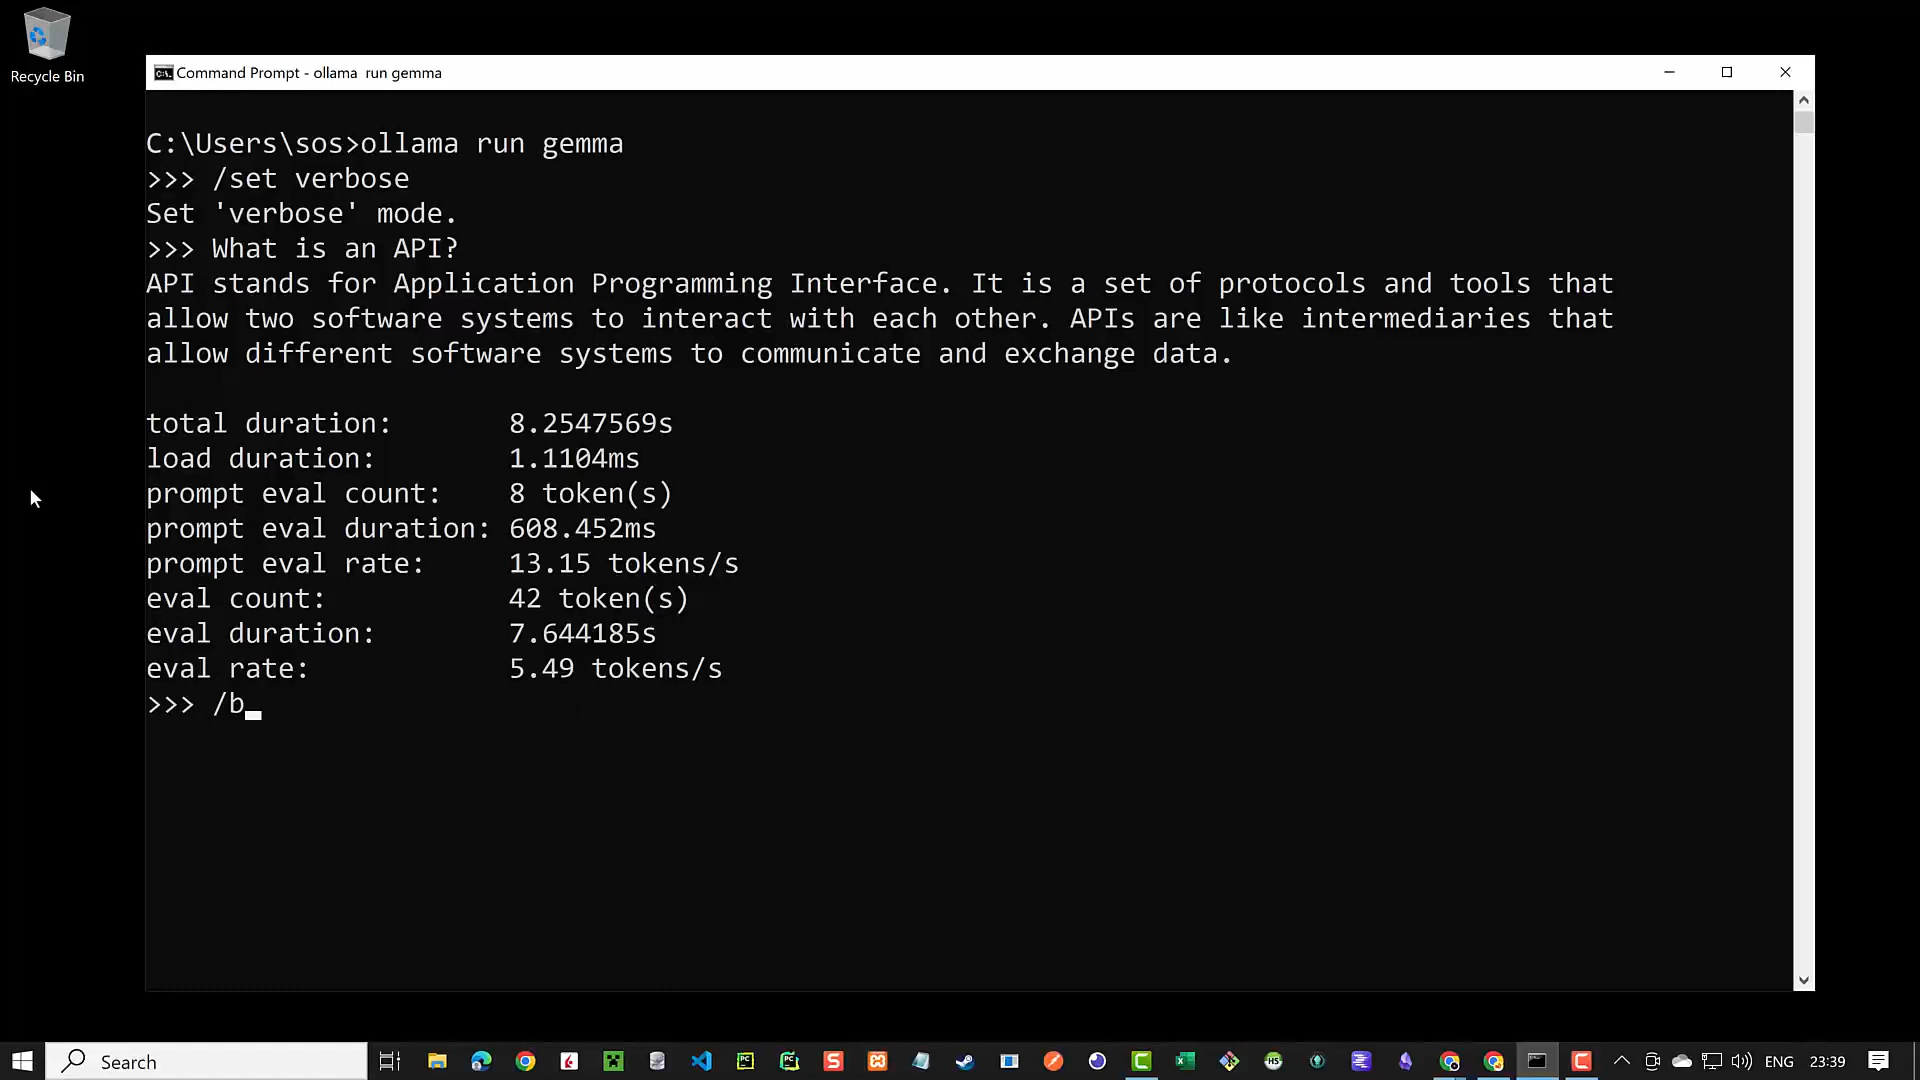 Recycle Bin
Command Prompt - ollama  run gemma
C:\Users\sos>ollama run gemma
>>> /set verbose
Set 'verbose' mode.
>>> What is an API?
API stands for Application Programming Interface. It is a set of protocols and tools that
allow two software systems to interact with each other. APIs are like intermediaries that
allow different software systems to communicate and exchange data.
total duration:       8.2547569s
load duration:        1.1104ms
prompt eval count:    8 token(s)
prompt eval duration: 608.452ms
prompt eval rate:     13.15 tokens/s
eval count:           42 token(s)
eval duration:        7.644185s
eval rate:            5.49 tokens/s
>>> /b
Search
ENG
23:39